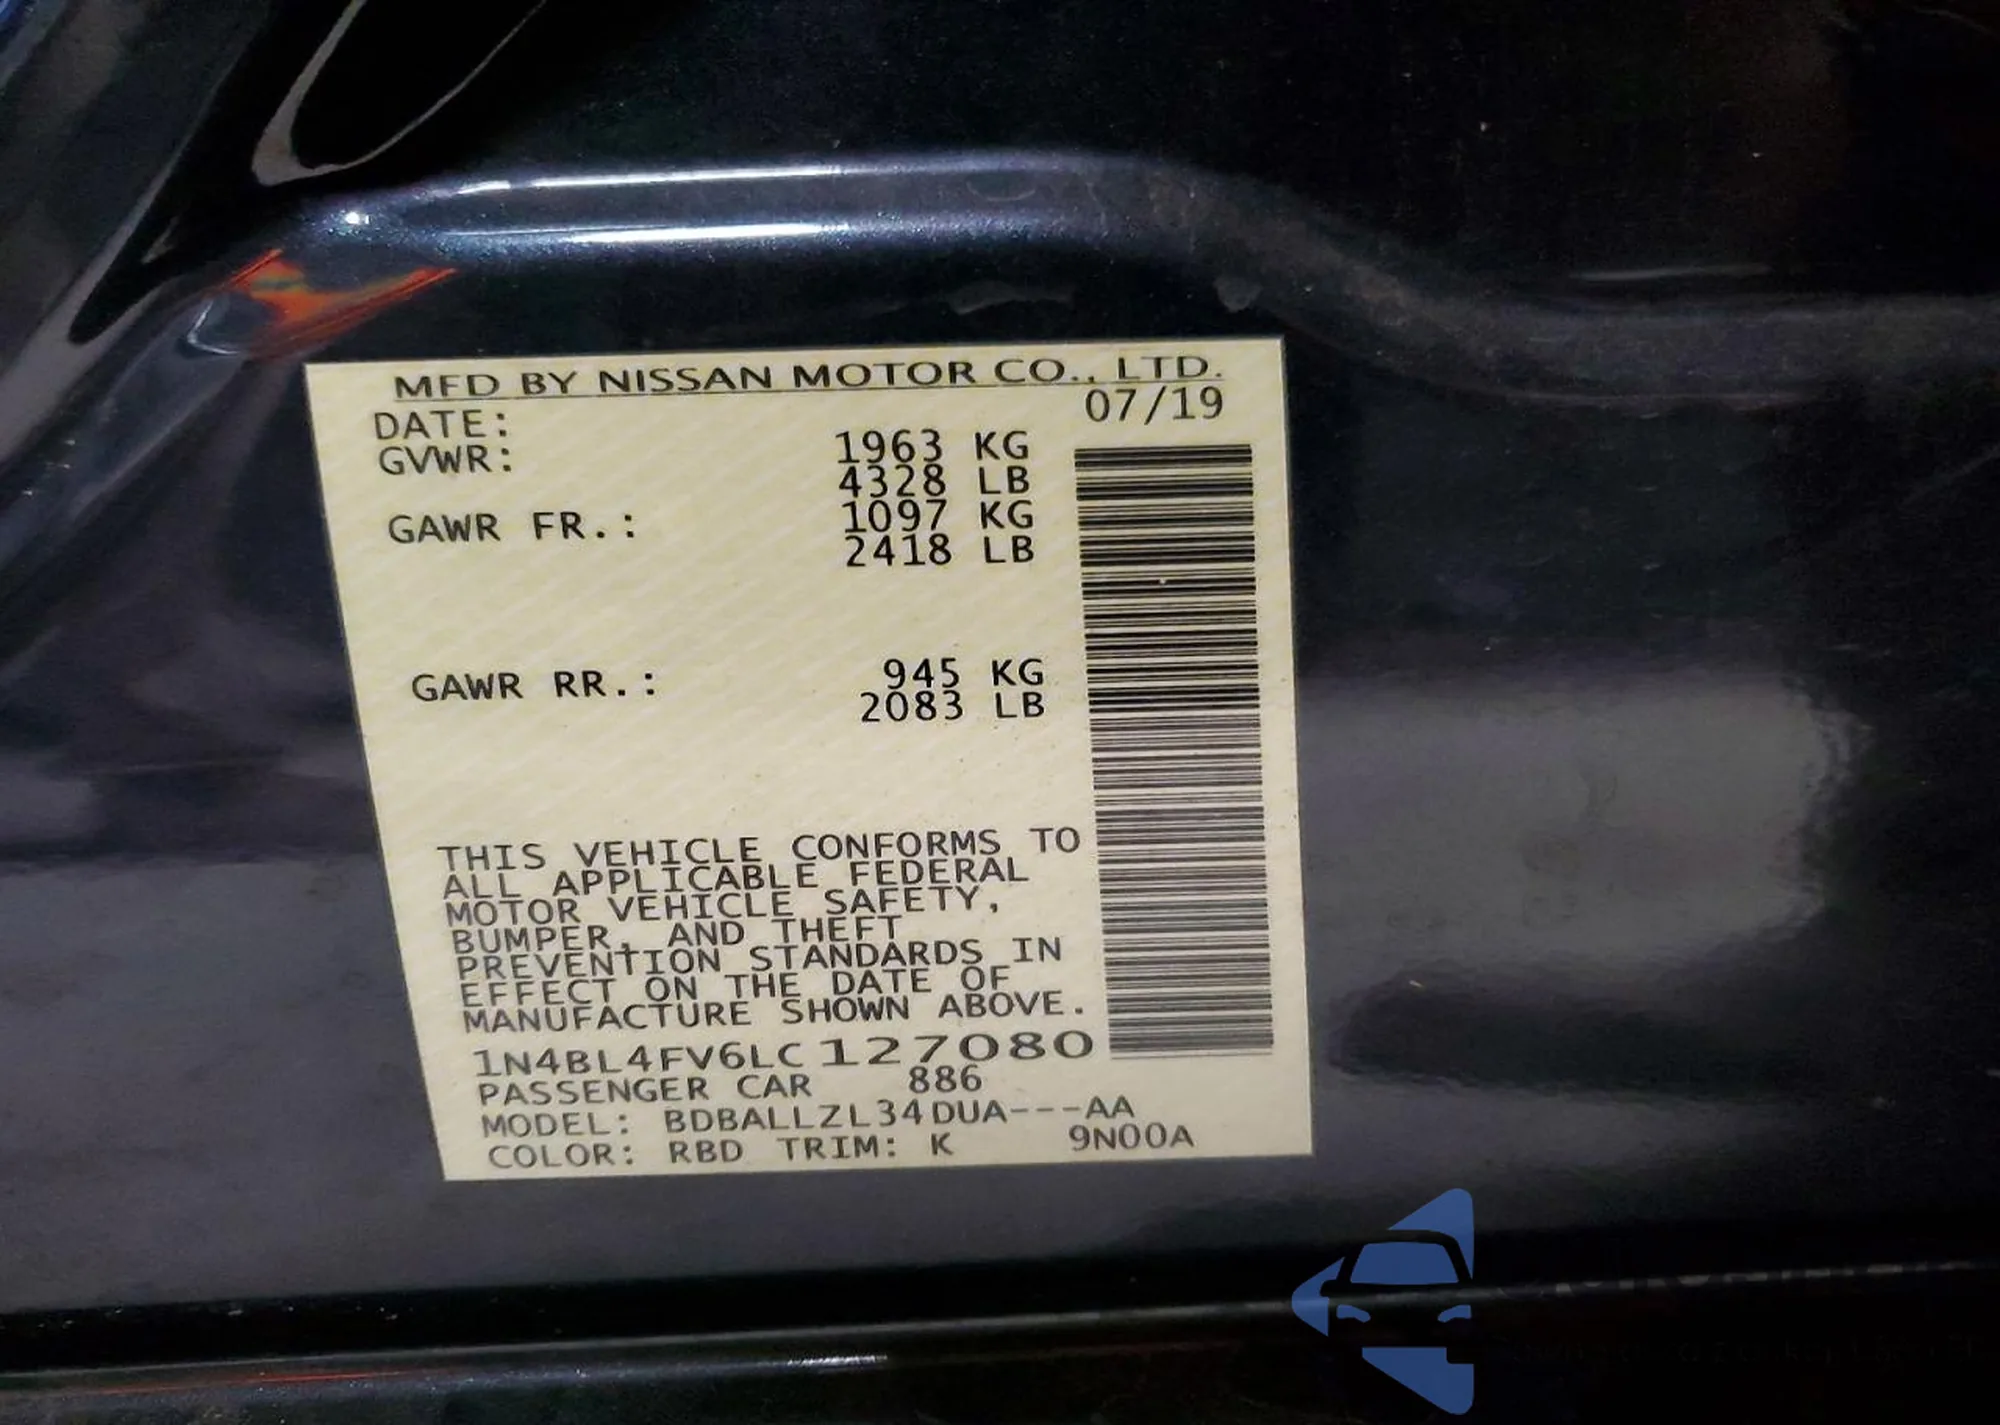 MFD BY NISSAN MOTOR CO., LTD.
DATE: 07/19
GVWR: 1963 KG
4328 LB
GAWR FR.: 1097 KG
2418 LB
GAWR RR.: 945 KG
2083 LB
THIS VEHICLE CONFORMS TO
ALL APPLICABLE FEDERAL
MOTOR VEHICLE SAFETY,
BUMPER, AND THEFT
PREVENTION STANDARDS IN
EFFECT ON THE DATE OF
MANUFACTURE SHOWN ABOVE.
1N4BL4FV6LC127080
PASSENGER CAR 886
MODEL: BDBALLZL34DUA---AA
COLOR: RBD TRIM: K 9N00A